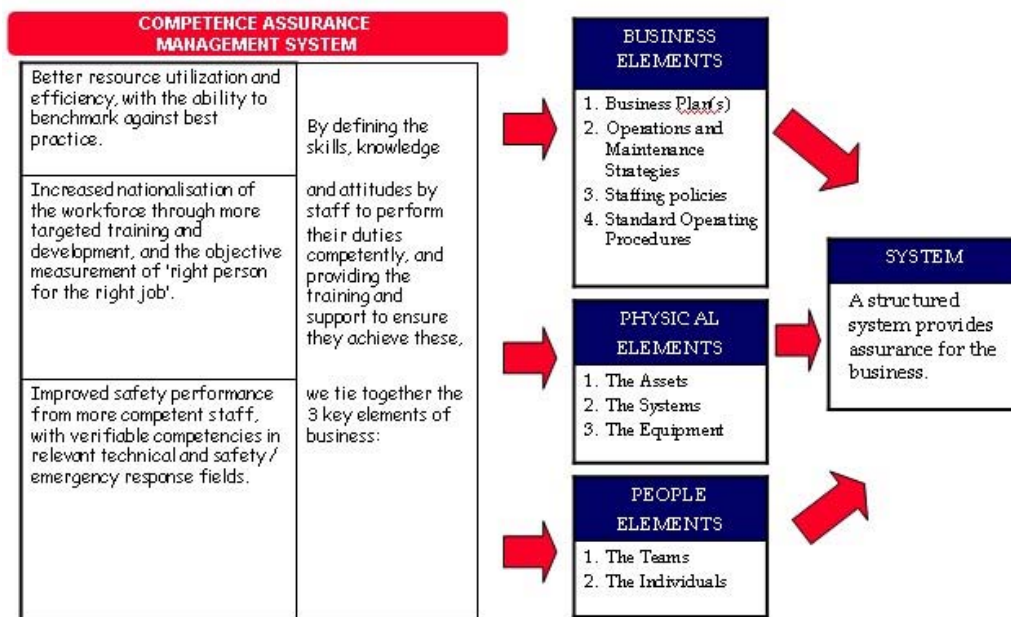 COMPETENCE ASSURANCE
MANAGEMENT SYSTEM
Better resource utilization and
efficiency, with the ability to
benchmark against best
practice.
Increased nationalisation of
the workforce through more
targeted training and
development, and the objective
measurement of 'right person
for the right job'.
Improved safety performance
from more competent staff,
with verifiable competencies in
relevant technical and safety /
emergency response fields.
By defining the
skills, knowledge
and attitudes by
staff to perform
their duties
competently, and
providing the
training and
support to ensure
they achieve these,
we tie together the
3 key elements of
business:
BUSINESS
ELEMENTS
1. Business Plan(s)
2. Operations and
Maintenance
Strategies
3. Staffing policies
4. Standard Operating
Procedures
PHYSICAL
ELEMENTS
1. The Assets
2. The Systems
3. The Equipment
PEOPLE
ELEMENTS
1. The Teams
2. The Individuals
SYSTEM
A structured
system provides
assurance for the
business.